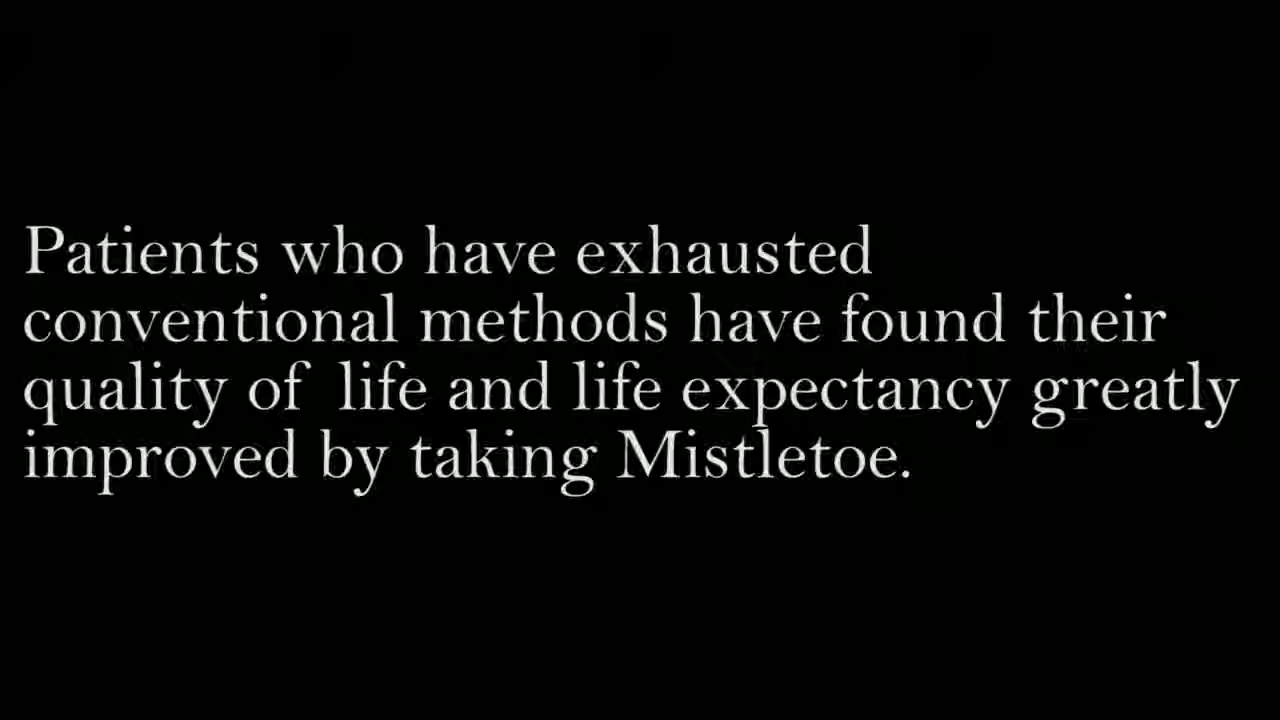 Patients who have exhausted
conventional methods have found their
quality of life and life expectancy greatly
improved by taking Mistletoe.